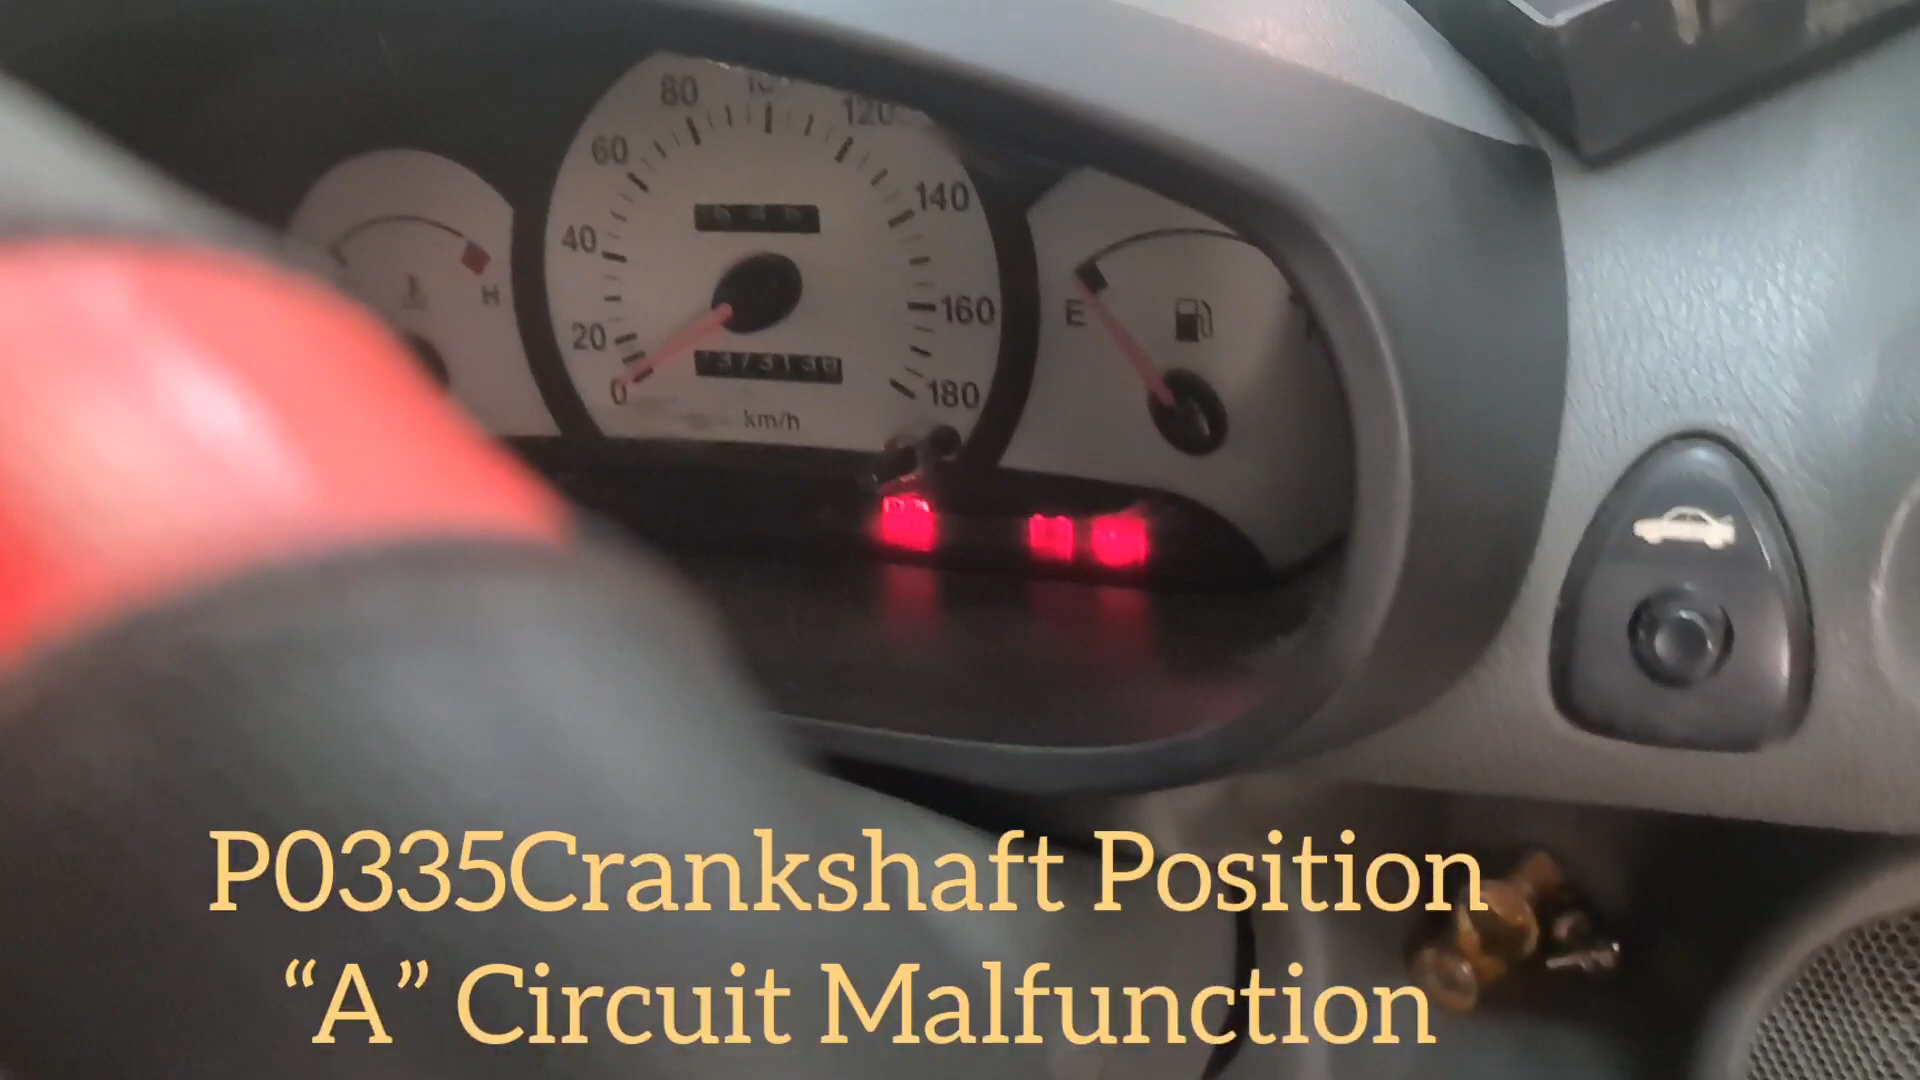 80
120
60
140
40
H
E
160
20
0
180
km/h
P0335Crankshaft Position
“A” Circuit Malfunction